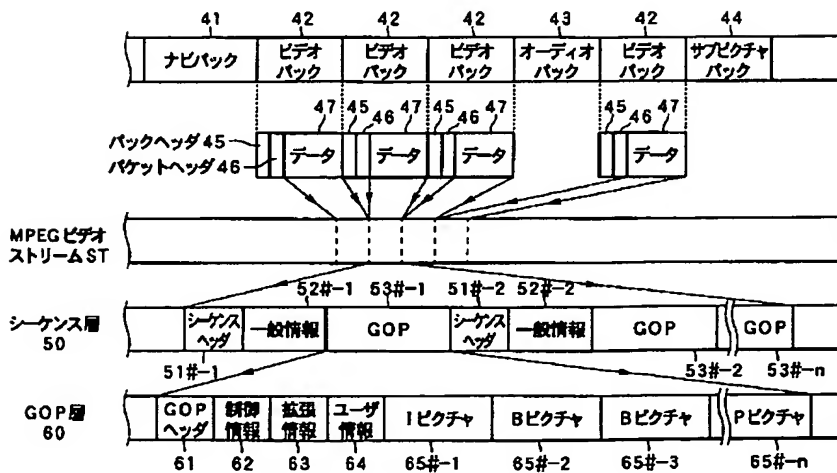 41 42 42 42 43 42 44
ナビパック ビデオパック ビデオパック ビデオパック オーディオパック ビデオパック サブピクチャパック
47 45 46 47 45 46 47 45 46 47
パックヘッダ45
パケットヘッダ46
データ データ データ データ
MPEGビデオ
ストリームST
52#-1 53#-1 51#-2 52#-2
シーケンス層
50
シーケンスヘッダ 一般情報 GOP シーケンスヘッダ 一般情報 GOP GOP
51#-1 53#-2 53#-n
GOP層
60
GOPヘッダ 制御情報 拡張情報 ユーザ情報 Iピクチャ Bピクチャ Bピクチャ Pピクチャ
61 62 63 64 65#-1 65#-2 65#-3 65#-n